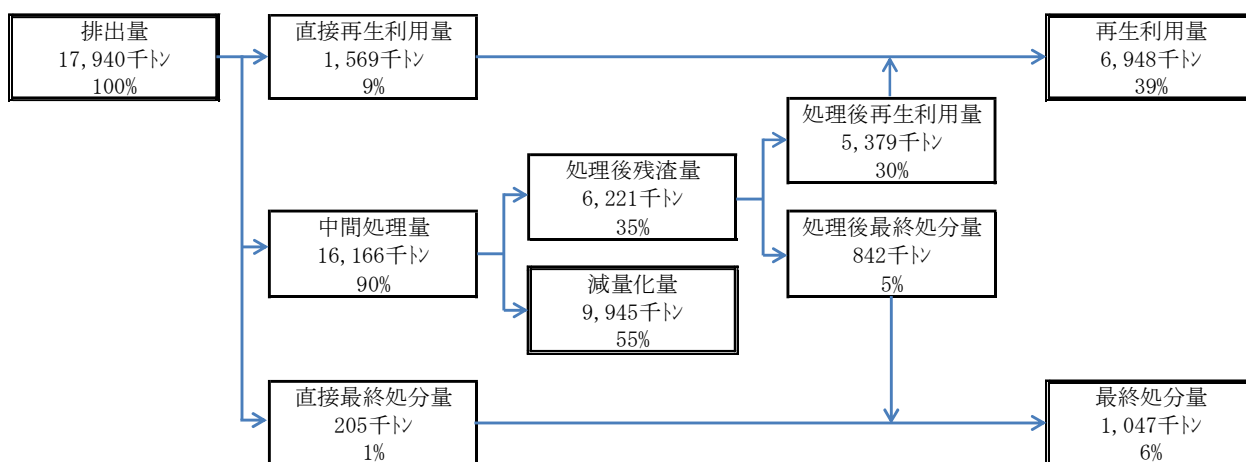 排出量
17,940千㌧
100%
直接再生利用量
1,569千㌧
9%
再生利用量
6,948千㌧
39%
処理後再生利用量
5,379千㌧
30%
処理後残渣量
6,221千㌧
35%
中間処理量
16,166千㌧
90%
処理後最終処分量
842千㌧
5%
減量化量
9,945千㌧
55%
直接最終処分量
205千㌧
1%
最終処分量
1,047千㌧
6%